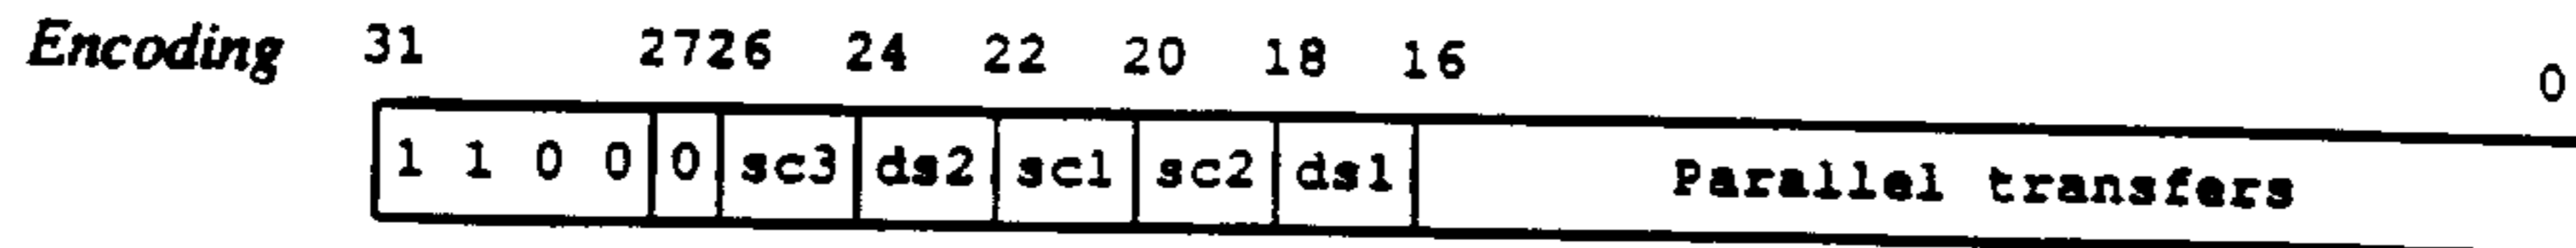 Encoding 31 2726 24 22 20 18 16 0
1 1 0 0 0 sc3 ds2 sc1 sc2 ds1 Parallel transfers